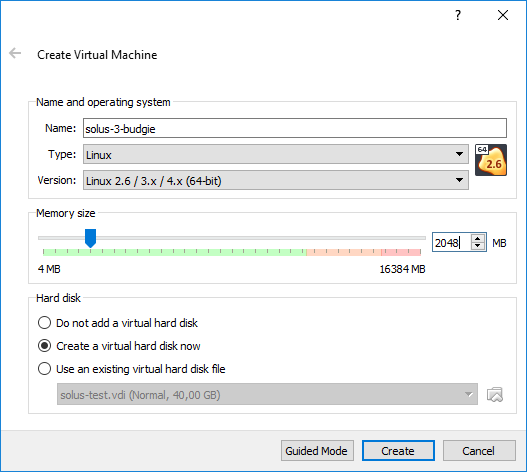 ?
Create Virtual Machine
Name and operating system
Name: solus-3-budgie
Type: Linux
64
2.6
Version: Linux 2.6 / 3.x / 4.x (64-bit)
Memory size
2048 MB
4 MB 16384 MB
Hard disk
Do not add a virtual hard disk
Create a virtual hard disk now
Use an existing virtual hard disk file
solus-test.vdi (Normal, 40,00 GB)
Guided Mode Create Cancel